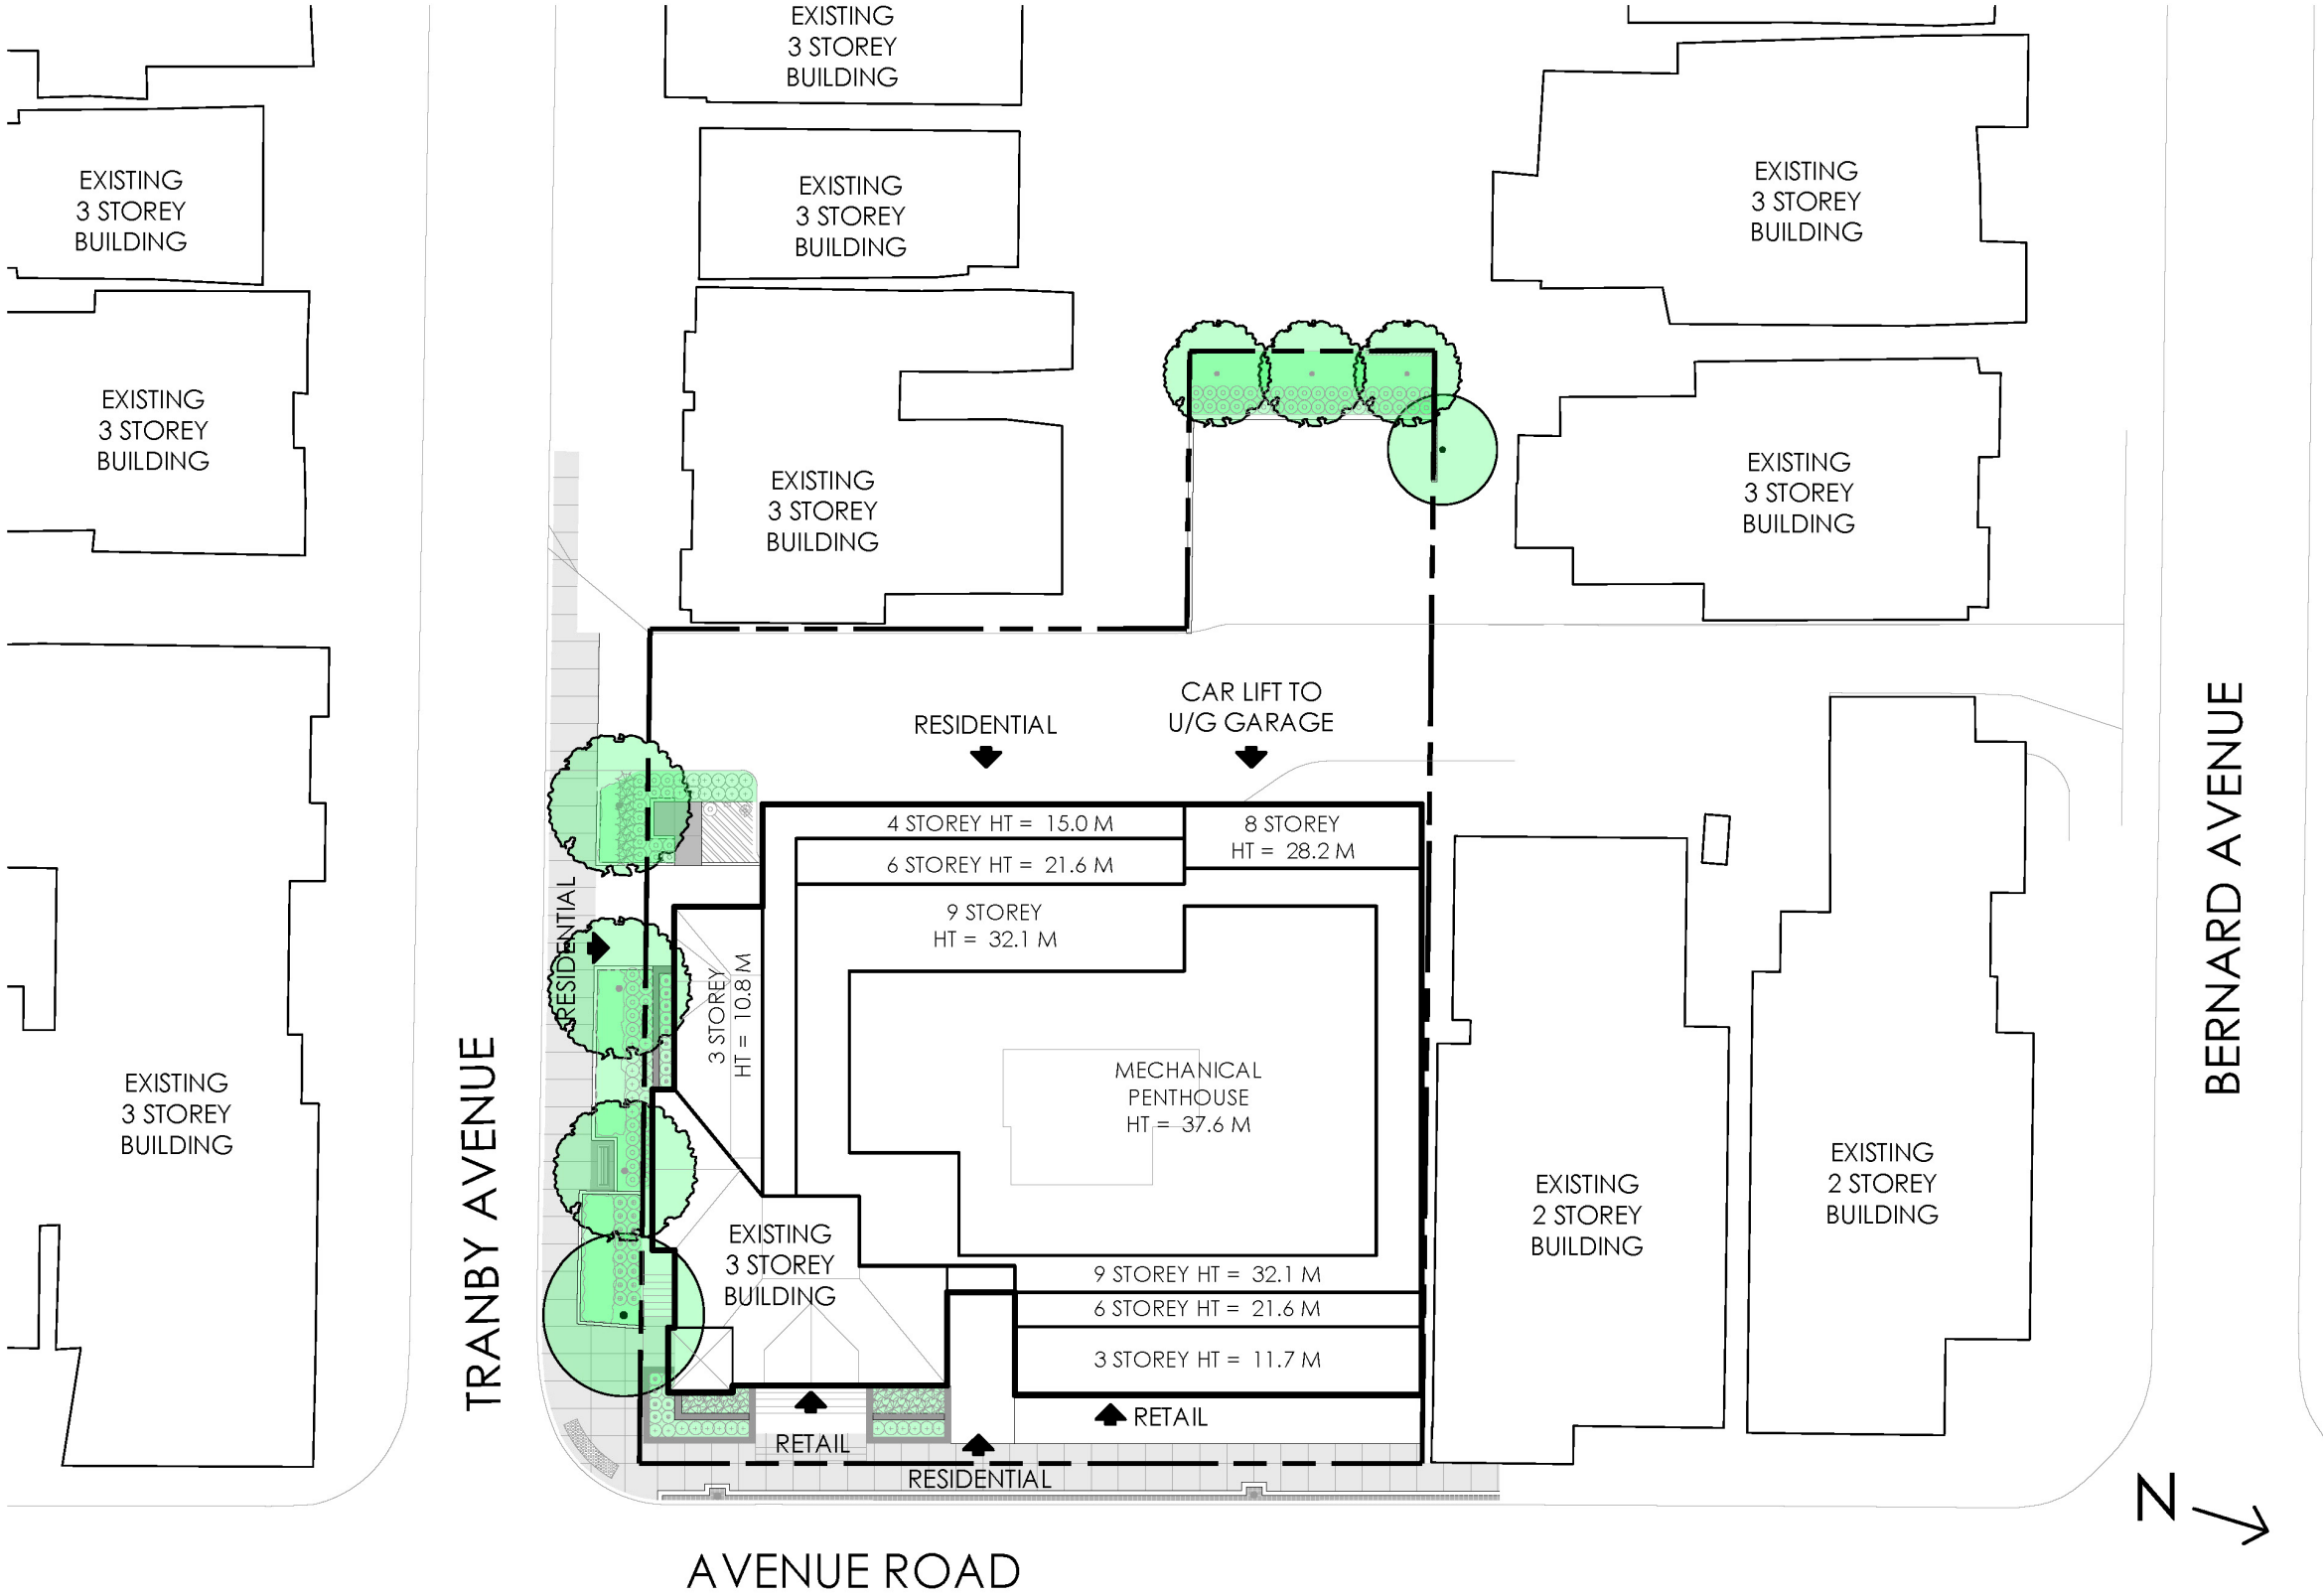 EXISTING
3 STOREY
BUILDING
EXISTING
3 STOREY
BUILDING
EXISTING
3 STOREY
BUILDING
EXISTING
3 STOREY
BUILDING
EXISTING
3 STOREY
BUILDING
EXISTING
3 STOREY
BUILDING
EXISTING
3 STOREY
BUILDING
RESIDENTIAL
CAR LIFT TO
U/G GARAGE
4 STOREY HT = 15.0 M
8 STOREY
HT = 28.2 M
6 STOREY HT = 21.6 M
9 STOREY
HT = 32.1 M
RESIDENTIAL
3 STOREY
HT = 10.8 M
MECHANICAL
PENTHOUSE
HT = 37.6 M
EXISTING
3 STOREY
BUILDING
TRANBY AVENUE
BERNARD AVENUE
EXISTING
3 STOREY
BUILDING
EXISTING
2 STOREY
BUILDING
EXISTING
2 STOREY
BUILDING
9 STOREY HT = 32.1 M
6 STOREY HT = 21.6 M
3 STOREY HT = 11.7 M
RETAIL
RETAIL
RESIDENTIAL
N
AVENUE ROAD